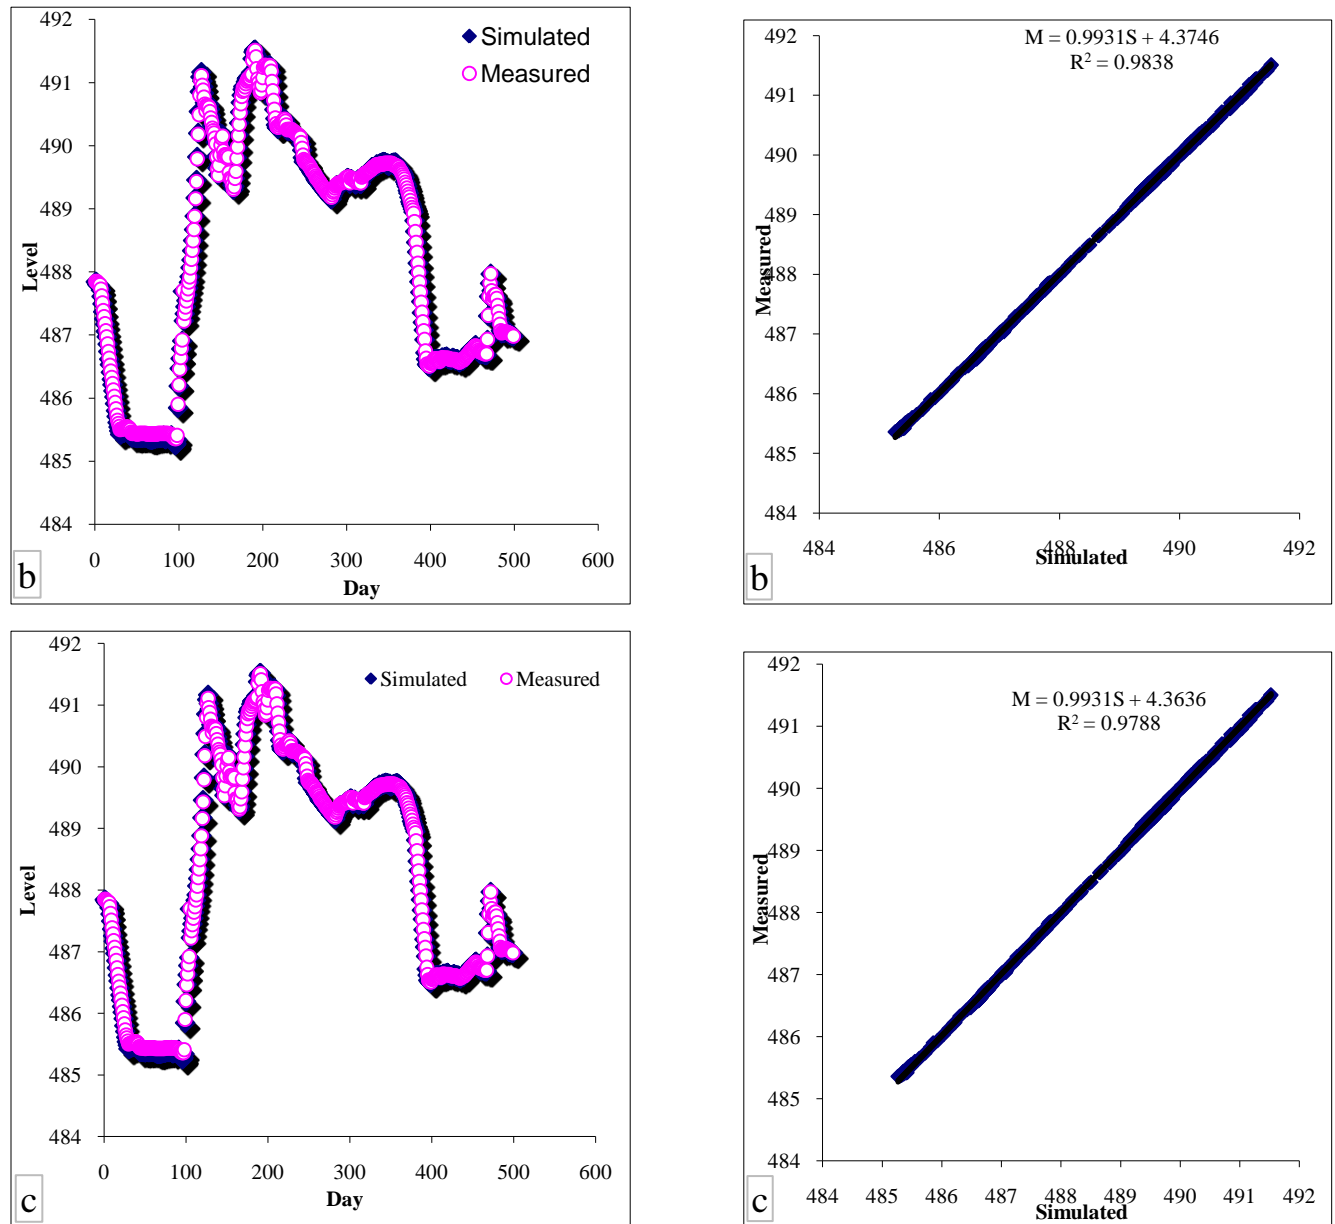 492
491
490
489
488
487
486
485
484
Level
Simulated
Measured
0 100 200 300 400 500 600
Day
b
492
491
490
489
488
487
486
485
484
Measured
M = 0.9931S + 4.3746
R² = 0.9838
484 486 488 490 492
Simulated
b
492
491
490
489
488
487
486
485
484
Level
Simulated Measured
0 100 200 300 400 500 600
Day
c
492
491
490
489
488
487
486
485
484
Measured
M = 0.9931S + 4.3636
R² = 0.9788
484 485 486 487 488 489 490 491 492
Simulated
c